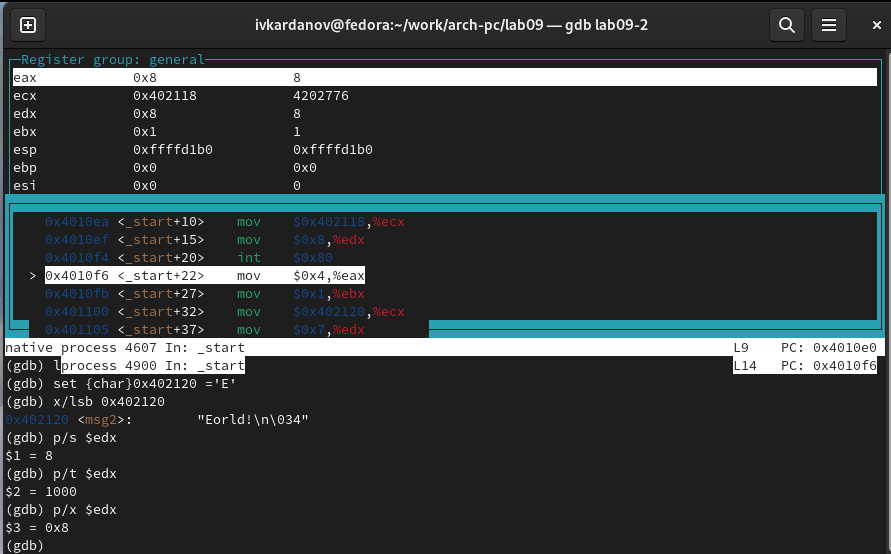 ivkardanov@fedora:~/work/arch-pc/lab09 — gdb lab09-2
Register group: general
eax 0x8 8
ecx 0x402118 4202776
edx 0x8 8
ebx 0x1 1
esp 0xffffd1b0 0xffffd1b0
ebp 0x0 0x0
esi 0x0 0
0x4010ea <_start+10> mov $0x402118,%ecx
0x4010ef <_start+15> mov $0x8,%edx
0x4010f4 <_start+20> int $0x80
> 0x4010f6 <_start+22> mov $0x4,%eax
0x4010fb <_start+27> mov $0x1,%ebx
0x401100 <_start+32> mov $0x402120,%ecx
0x401105 <_start+37> mov $0x7,%edx
native process 4607 In: _start L9 PC: 0x4010e0
(gdb) lprocess 4900 In: _start L14 PC: 0x4010f6
(gdb) set {char}0x402120 ='E'
(gdb) x/lsb 0x402120
0x402120 <msg2>: "Eorld!\n\034"
(gdb) p/s $edx
$1 = 8
(gdb) p/t $edx
$2 = 1000
(gdb) p/x $edx
$3 = 0x8
(gdb)